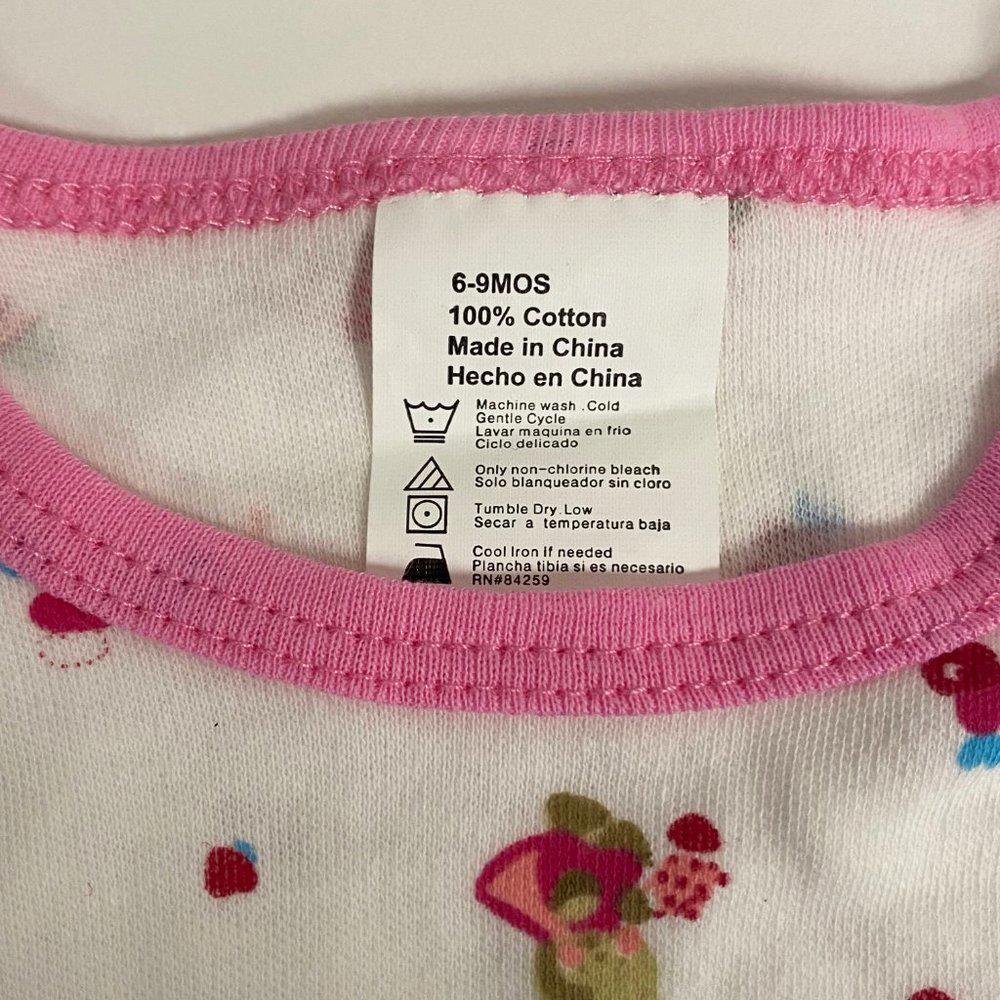 6-9MOS
100% Cotton
Made in China
Hecho en China
Machine wash .Cold
Gentle Cycle
Lavar maquina en frio
Ciclo delicado
Only non-chlorine bleach
Solo blanqueador sin cloro
Tumble Dry.Low
Secar a temperatura baja
Cool Iron if needed
Plancha tibia si es necesario
RN#84259